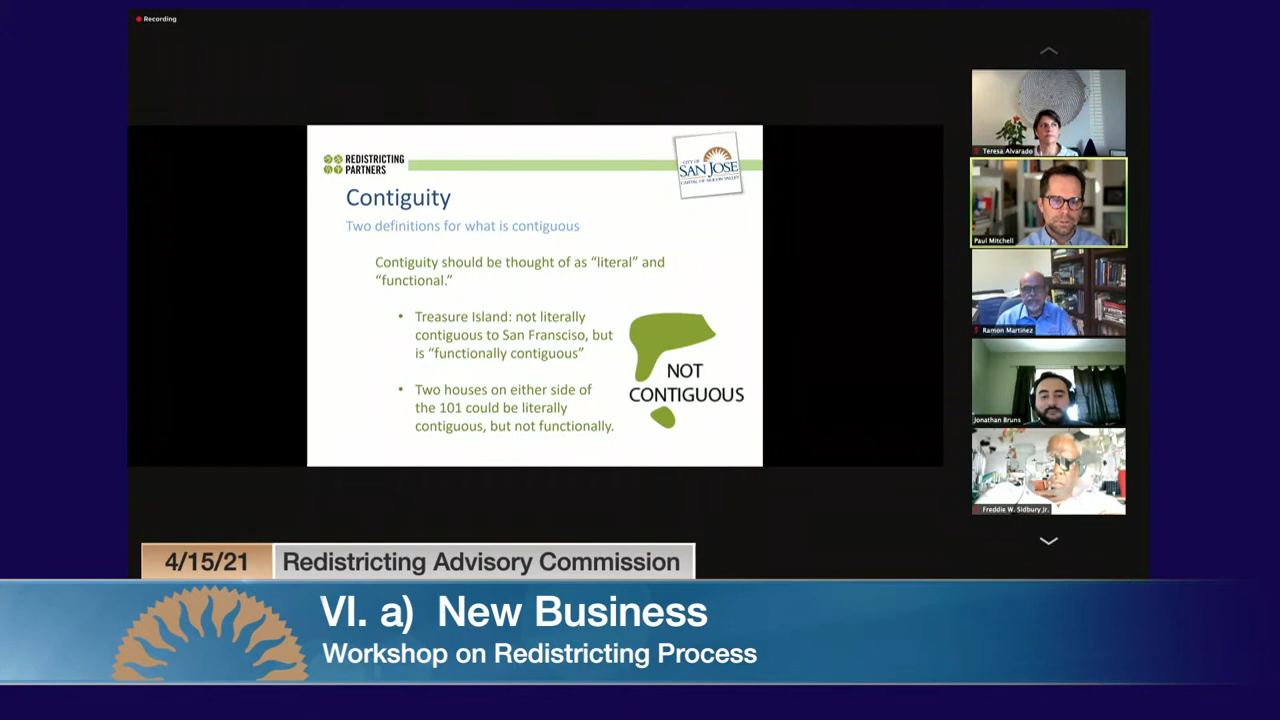 Recording
REDISTRICTING
PARTNERS
CITY OF
SAN JOSE
CAPITAL OF SILICON VALLEY
Contiguity
Two definitions for what is contiguous
Contiguity should be thought of as “literal” and
“functional.”
• Treasure Island: not literally
contiguous to San Fransciso, but
is “functionally contiguous”
• Two houses on either side of
the 101 could be literally
contiguous, but not functionally.
NOT
CONTIGUOUS
Teresa Alvarado
Paul Mitchell
Ramon Martinez
Jonathan Bruns
Freddie W. Sidbury Jr.
4/15/21
Redistricting Advisory Commission
VI. a) New Business
Workshop on Redistricting Process